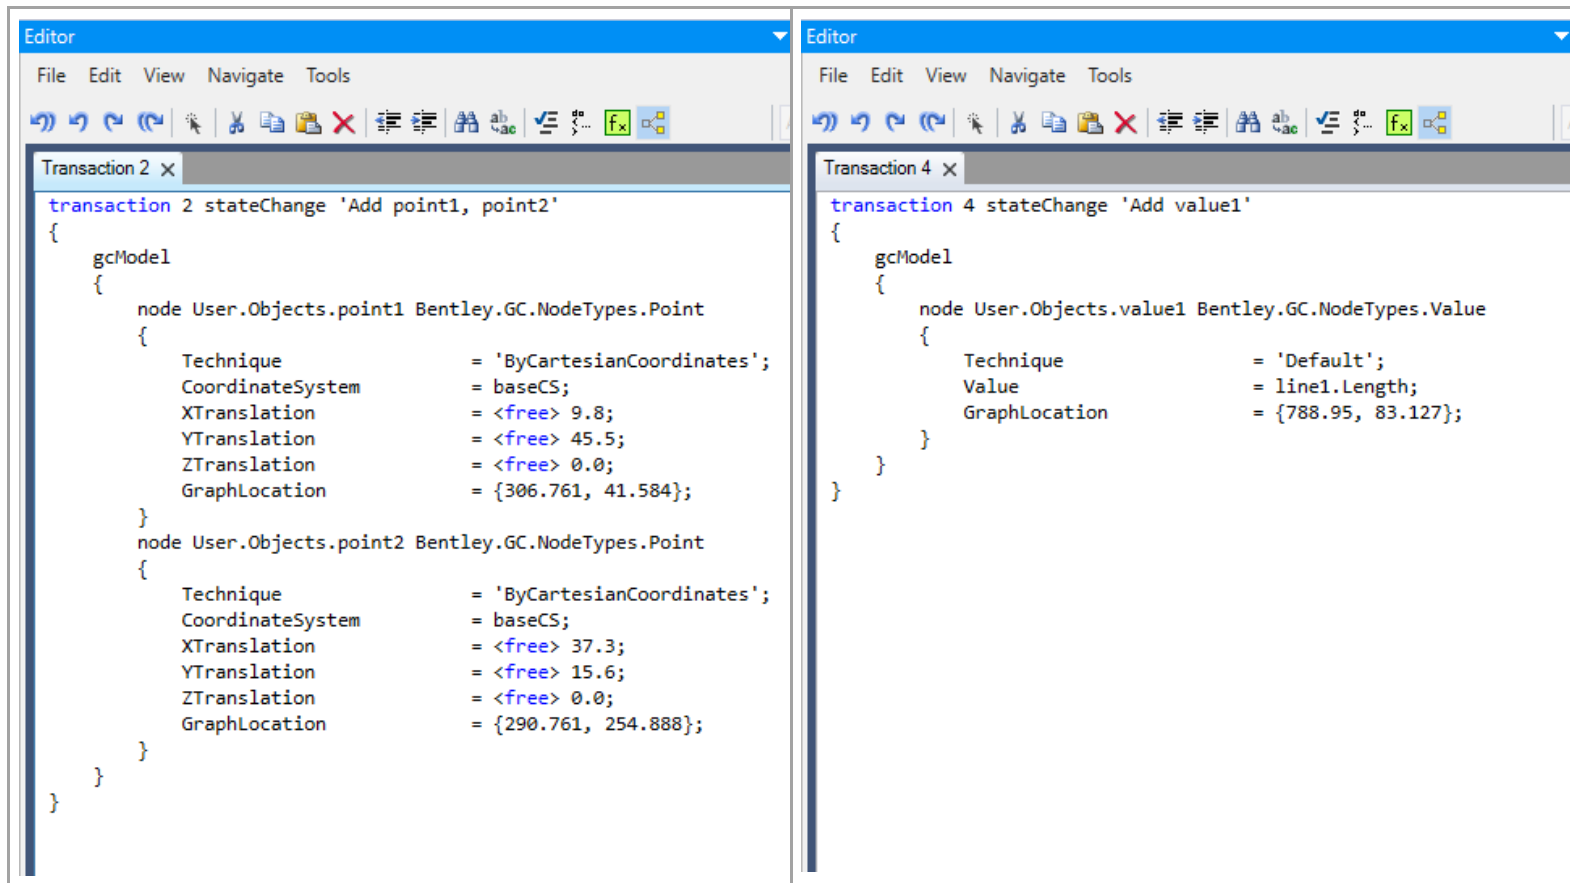 Editor
File Edit View Navigate Tools
Transaction 2
transaction 2 stateChange 'Add point1, point2'
{
gcModel
{
node User.Objects.point1 Bentley.GC.NodeTypes.Point
{
Technique = 'ByCartesianCoordinates';
CoordinateSystem = baseCS;
XTranslation = <free> 9.8;
YTranslation = <free> 45.5;
ZTranslation = <free> 0.0;
GraphLocation = {306.761, 41.584};
}
node User.Objects.point2 Bentley.GC.NodeTypes.Point
{
Technique = 'ByCartesianCoordinates';
CoordinateSystem = baseCS;
XTranslation = <free> 37.3;
YTranslation = <free> 15.6;
ZTranslation = <free> 0.0;
GraphLocation = {290.761, 254.888};
}
}
}
Editor
File Edit View Navigate Tools
Transaction 4
transaction 4 stateChange 'Add value1'
{
gcModel
{
node User.Objects.value1 Bentley.GC.NodeTypes.Value
{
Technique = 'Default';
Value = line1.Length;
GraphLocation = {788.95, 83.127};
}
}
}